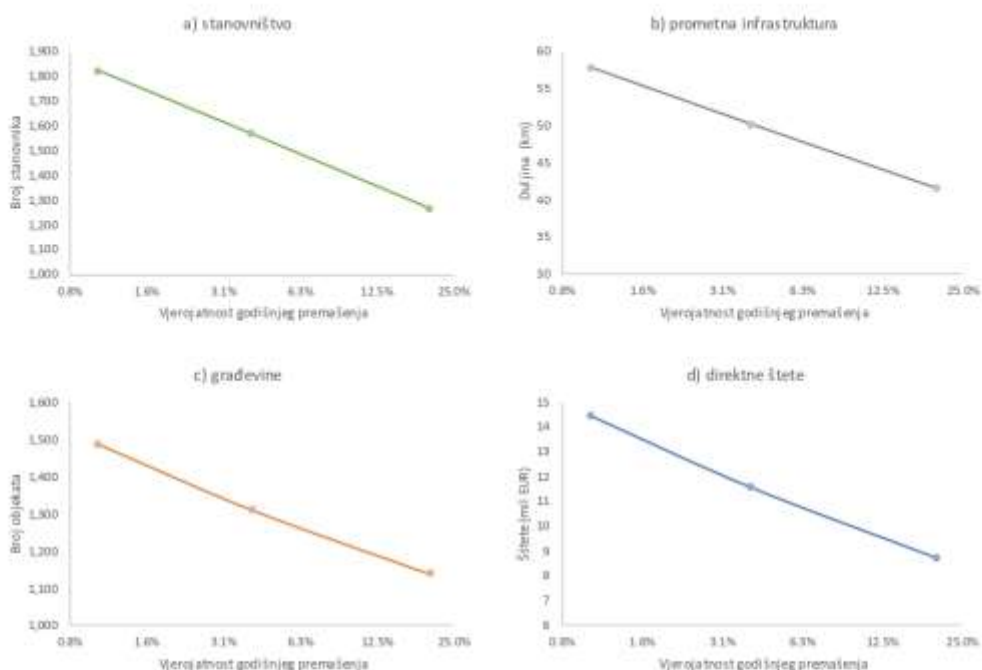 a) stanovništvo
1,900
1,800
1,700
1,600
1,500
1,400
1,300
1,200
1,100
1,000
Broj stanovnika
0.8% 1.6% 3.1% 6.3% 12.5% 25.0%
Vjerojatnost godišnjeg premašenja
b) prometna infrastruktura
60
55
50
45
40
35
30
Duljina (km)
0.8% 1.6% 3.1% 6.3% 12.5% 25.0%
Vjerojatnost godišnjeg premašenja
c) građevine
1,600
1,500
1,400
1,300
1,200
1,100
1,000
Broj objekata
0.8% 1.6% 3.1% 6.3% 12.5% 25.0%
Vjerojatnost godišnjeg premašenja
d) direktne štete
15
14
13
12
11
10
9
8
7
6
Šštete (mil EUR)
0.8% 1.6% 3.1% 6.3% 12.5% 25.0%
Vjerojatnost godišnjeg premašenja